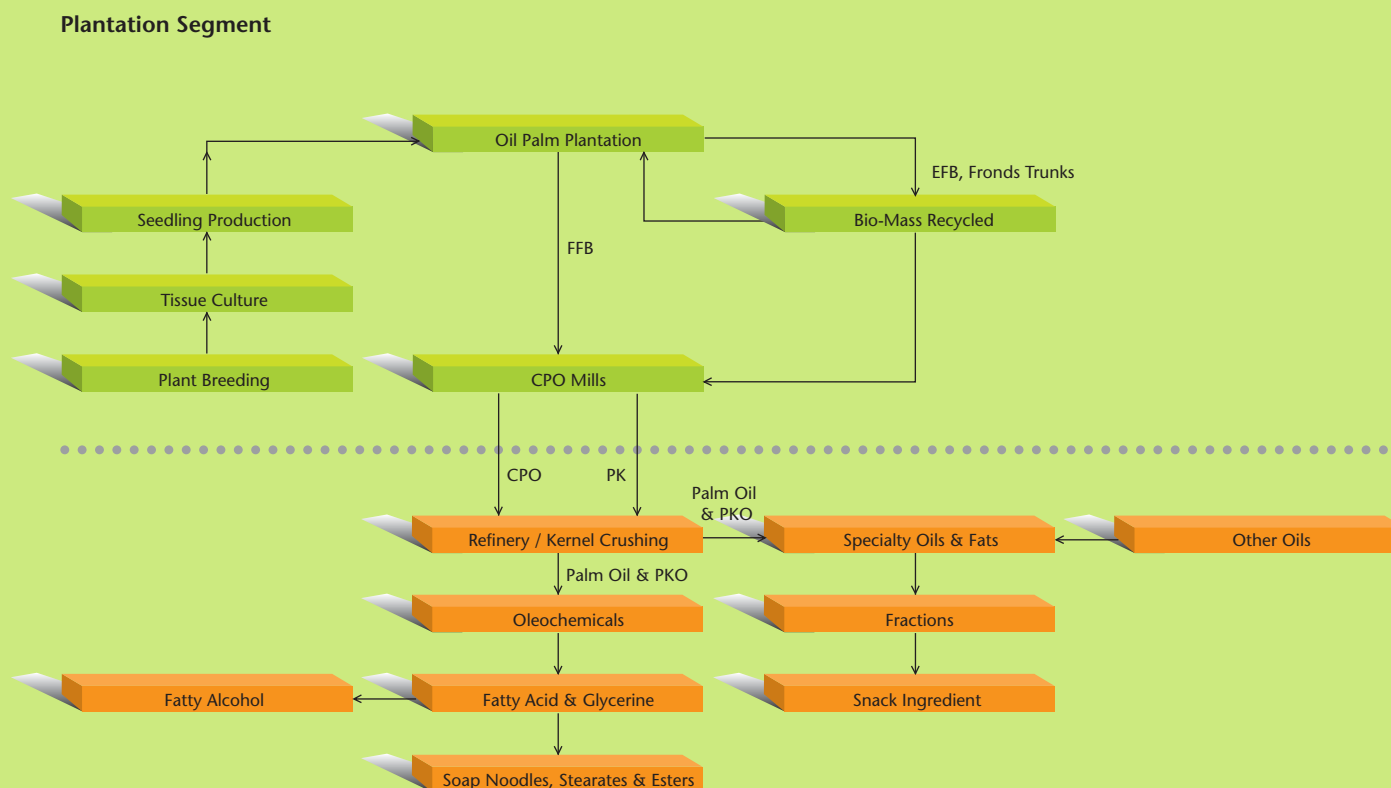 Plantation Segment
Oil Palm Plantation
EFB, Fronds Trunks
Seedling Production
Bio-Mass Recycled
FFB
Tissue Culture
Plant Breeding
CPO Mills
CPO
PK
Palm Oil
& PKO
Refinery / Kernel Crushing
Specialty Oils & Fats
Other Oils
Palm Oil & PKO
Oleochemicals
Fractions
Fatty Alcohol
Fatty Acid & Glycerine
Snack Ingredient
Soap Noodles, Stearates & Esters